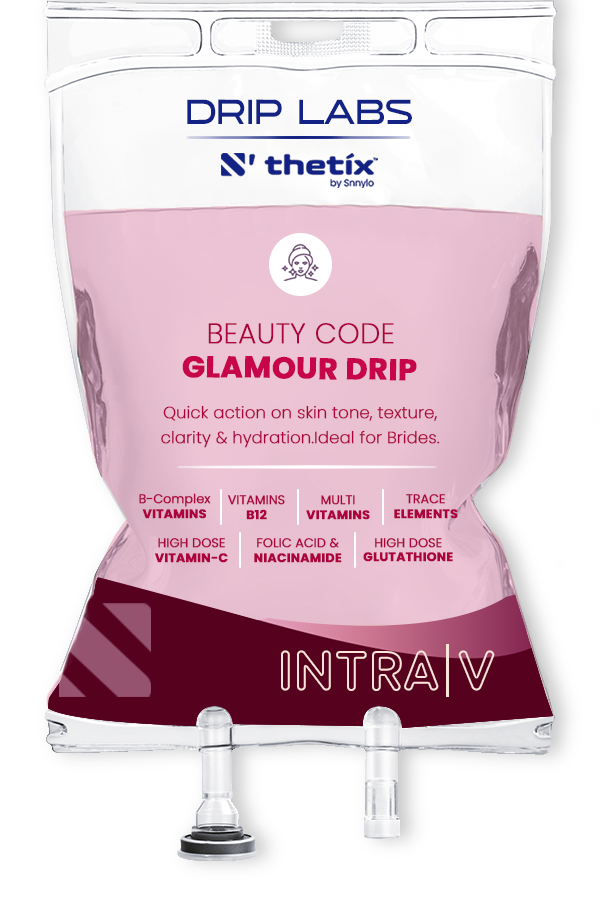 DRIP LABS
thetíx™
by Snnylo
BEAUTY CODE
GLAMOUR DRIP
Quick action on skin tone, texture,
clarity & hydration.Ideal for Brides.
B-Complex VITAMINS
VITAMINS B12
MULTI VITAMINS
TRACE ELEMENTS
HIGH DOSE VITAMIN-C
FOLIC ACID & NIACINAMIDE
HIGH DOSE GLUTATHIONE
INTRA|V